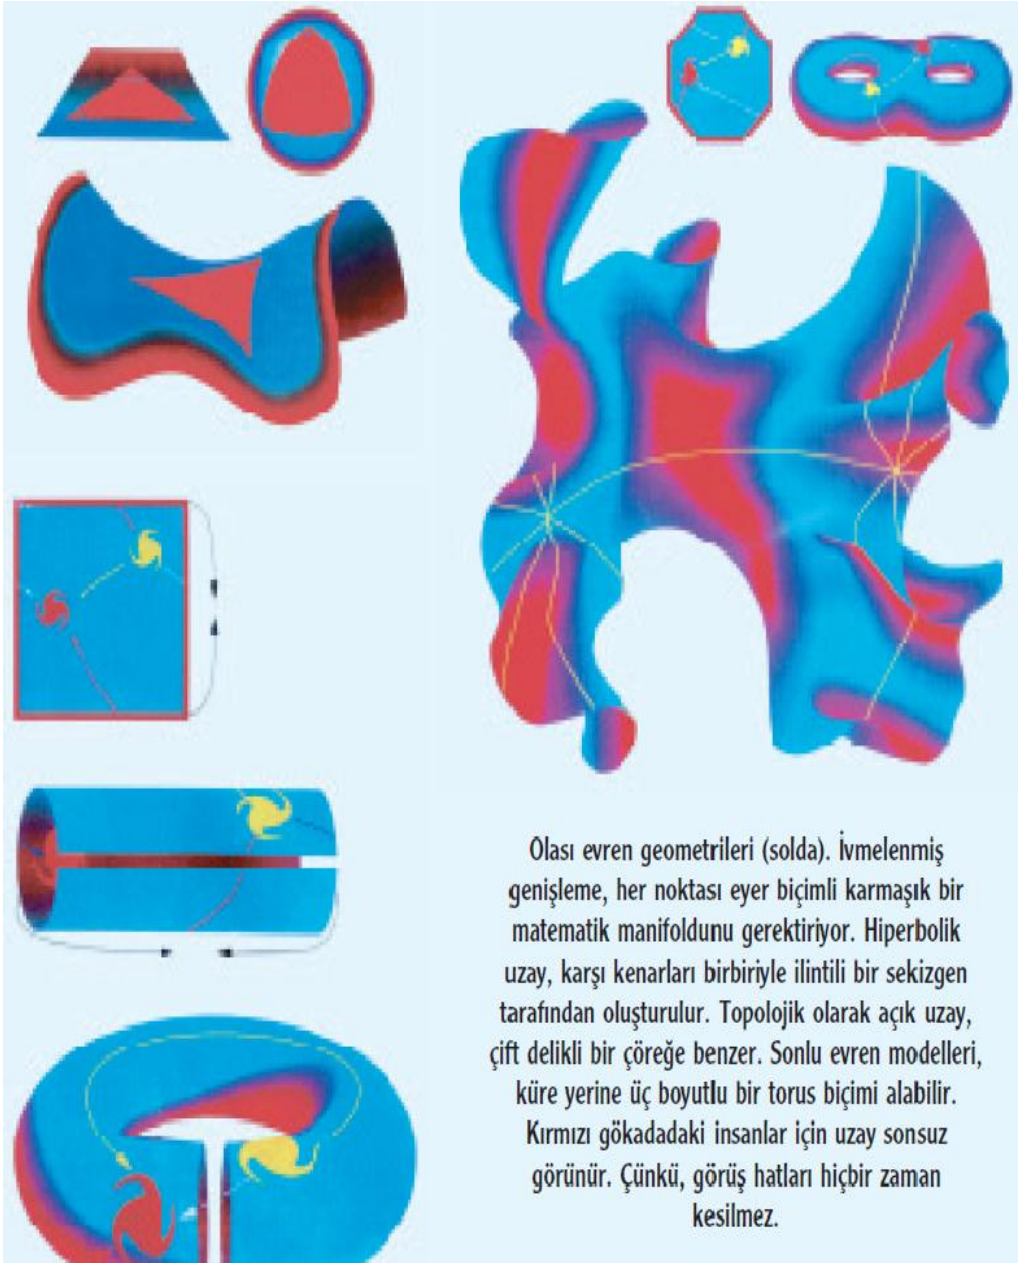 Olası evren geometrileri (solda). İvmelenmiş
genişleme, her noktası eyer biçimli karmaşık bir
matematik manifoldunu gerektiriyor. Hiperbolik
uzay, karşı kenarları birbiriyle ilintili bir sekizgen
tarafından oluşturulur. Topolojik olarak açık uzay,
çift delikli bir çöreğe benzer. Sonlu evren modelleri,
küre yerine üç boyutlu bir torus biçimi alabilir.
Kırmızı gökadadaki insanlar için uzay sonsuz
görünür. Çünkü, görüş hatları hiçbir zaman
kesilmez.